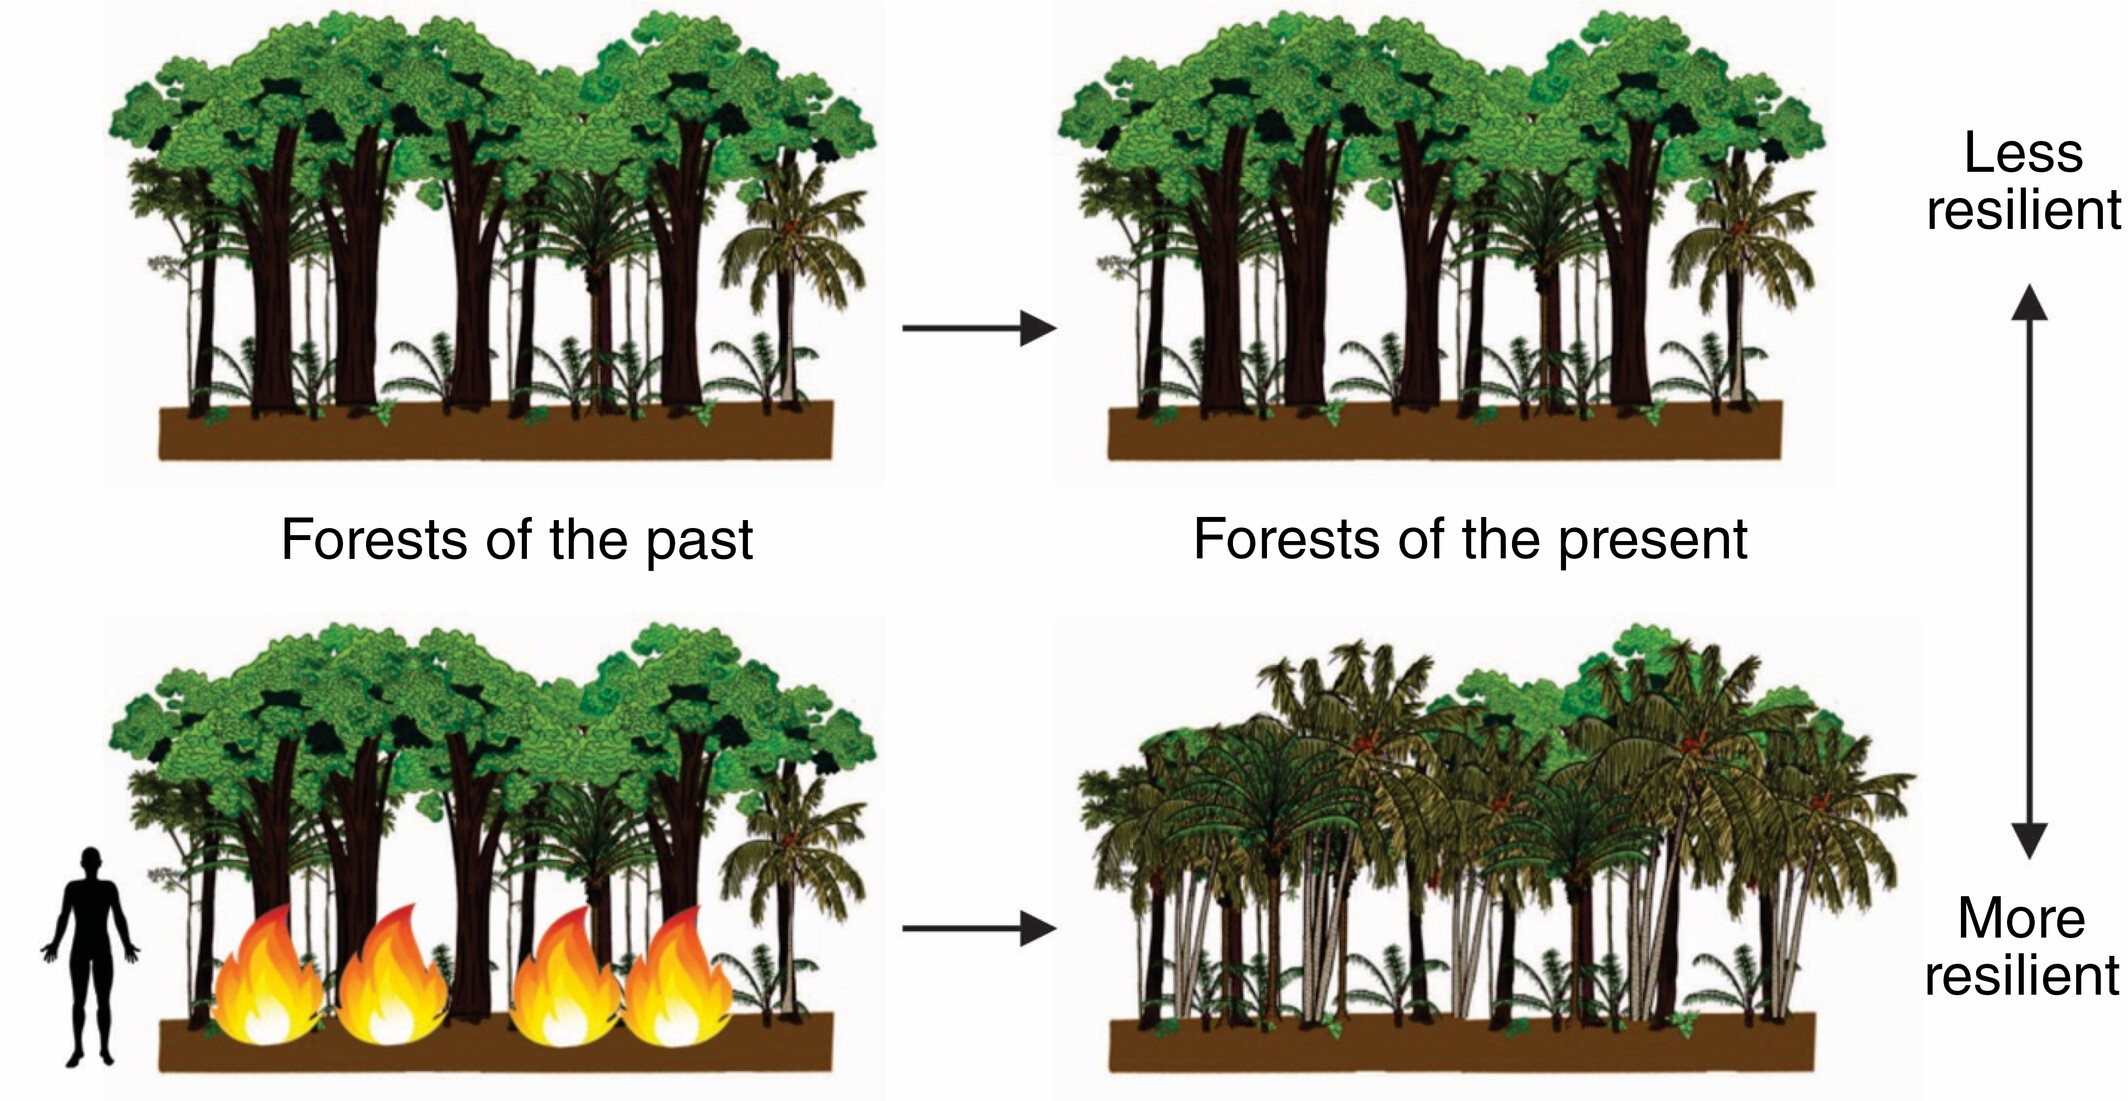 Less
resilient
Forests of the past
Forests of the present
More
resilient